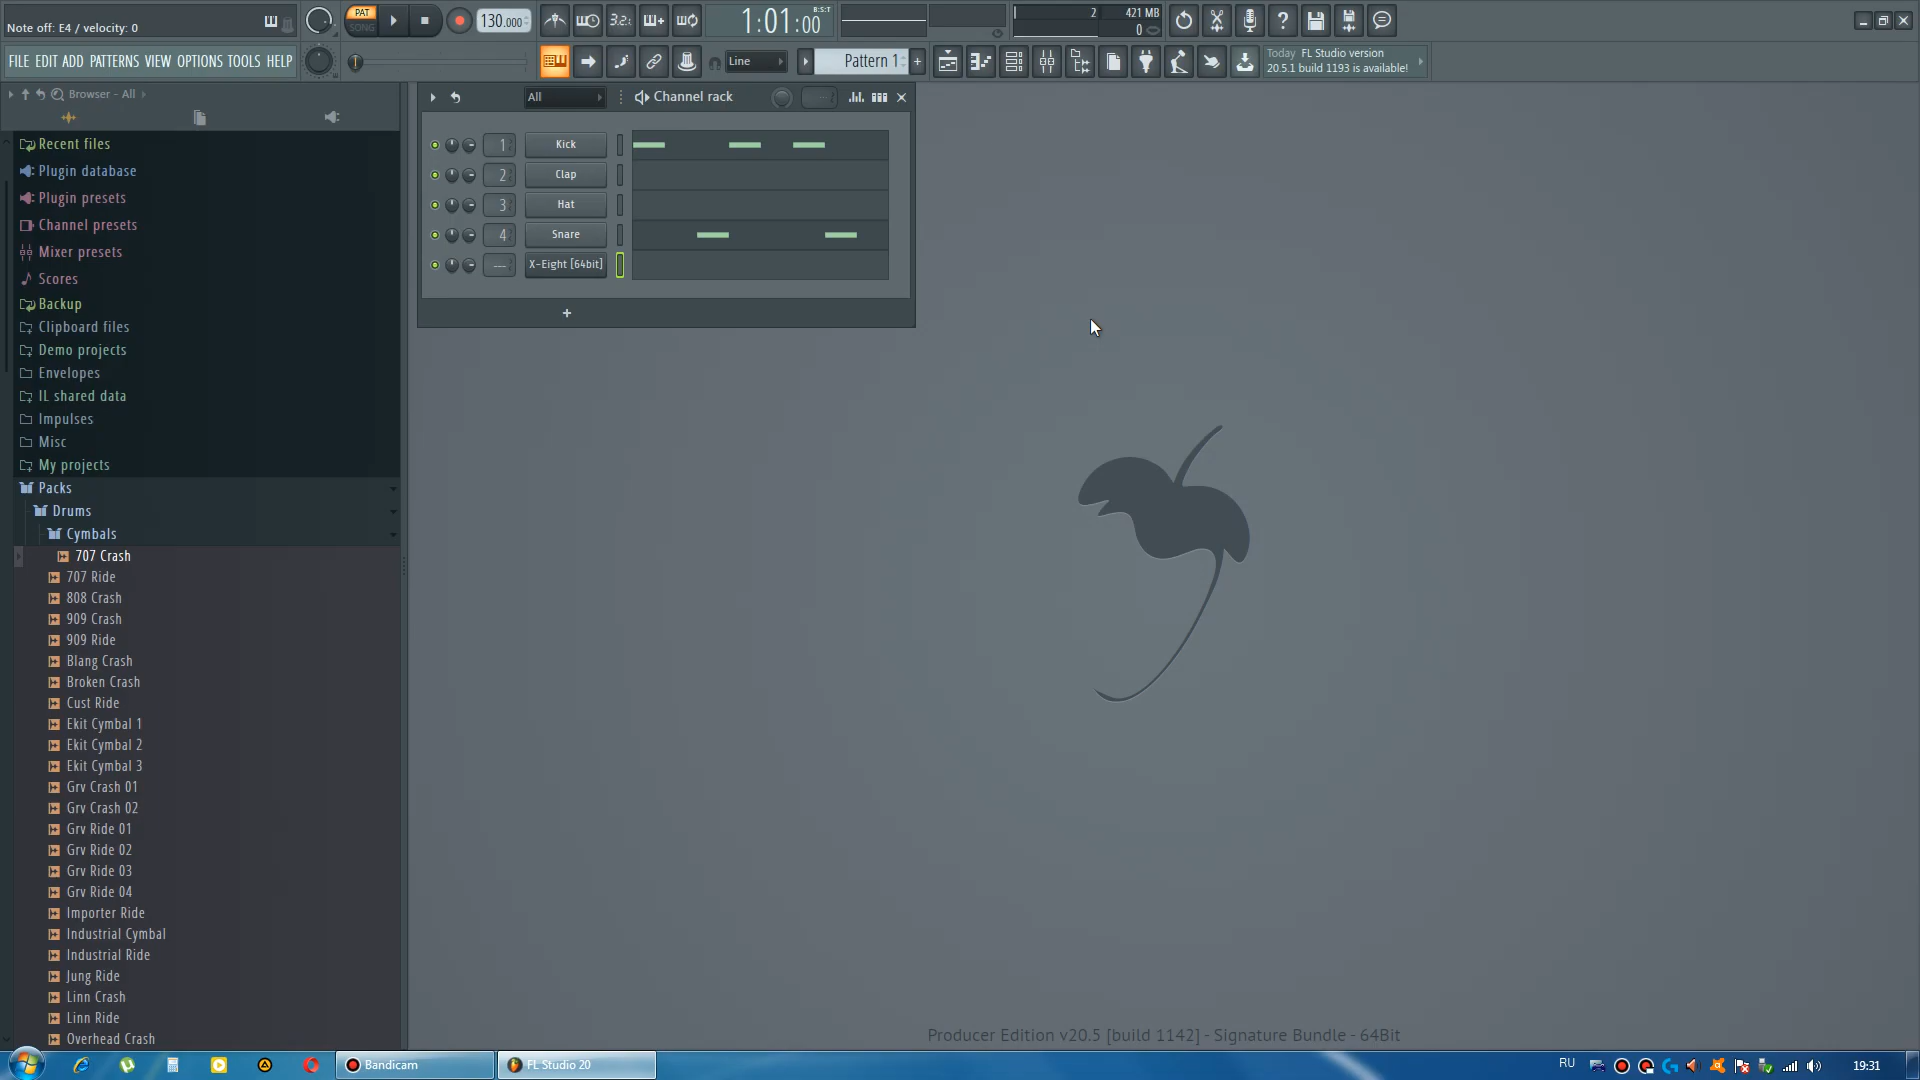 Note off: E4 / velocity: 0
PAT
SONG
130.000
3.2.
1:01:00
B:S:T
2
421 MB
0
FILE EDIT ADD PATTERNS VIEW OPTIONS TOOLS HELP
Line
Pattern 1
+
Today FL Studio version
20.5.1 build 1193 is available!
Browser - All
All
Channel rack
Recent files
Plugin database
Plugin presets
Channel presets
Mixer presets
Scores
Backup
Clipboard files
Demo projects
Envelopes
IL shared data
Impulses
Misc
My projects
Packs
Drums
Cymbals
707 Crash
707 Ride
808 Crash
909 Crash
909 Ride
Blang Crash
Broken Crash
Cust Ride
Ekit Cymbal 1
Ekit Cymbal 2
Ekit Cymbal 3
Grv Crash 01
Grv Crash 02
Grv Ride 01
Grv Ride 02
Grv Ride 03
Grv Ride 04
Importer Ride
Industrial Cymbal
Industrial Ride
Jung Ride
Linn Crash
Linn Ride
Overhead Crash
1 Kick
2 Clap
3 Hat
4 Snare
--- X-Eight [64bit]
+
Producer Edition v20.5 [build 1142] - Signature Bundle - 64Bit
Bandicam
FL Studio 20
RU
19:31